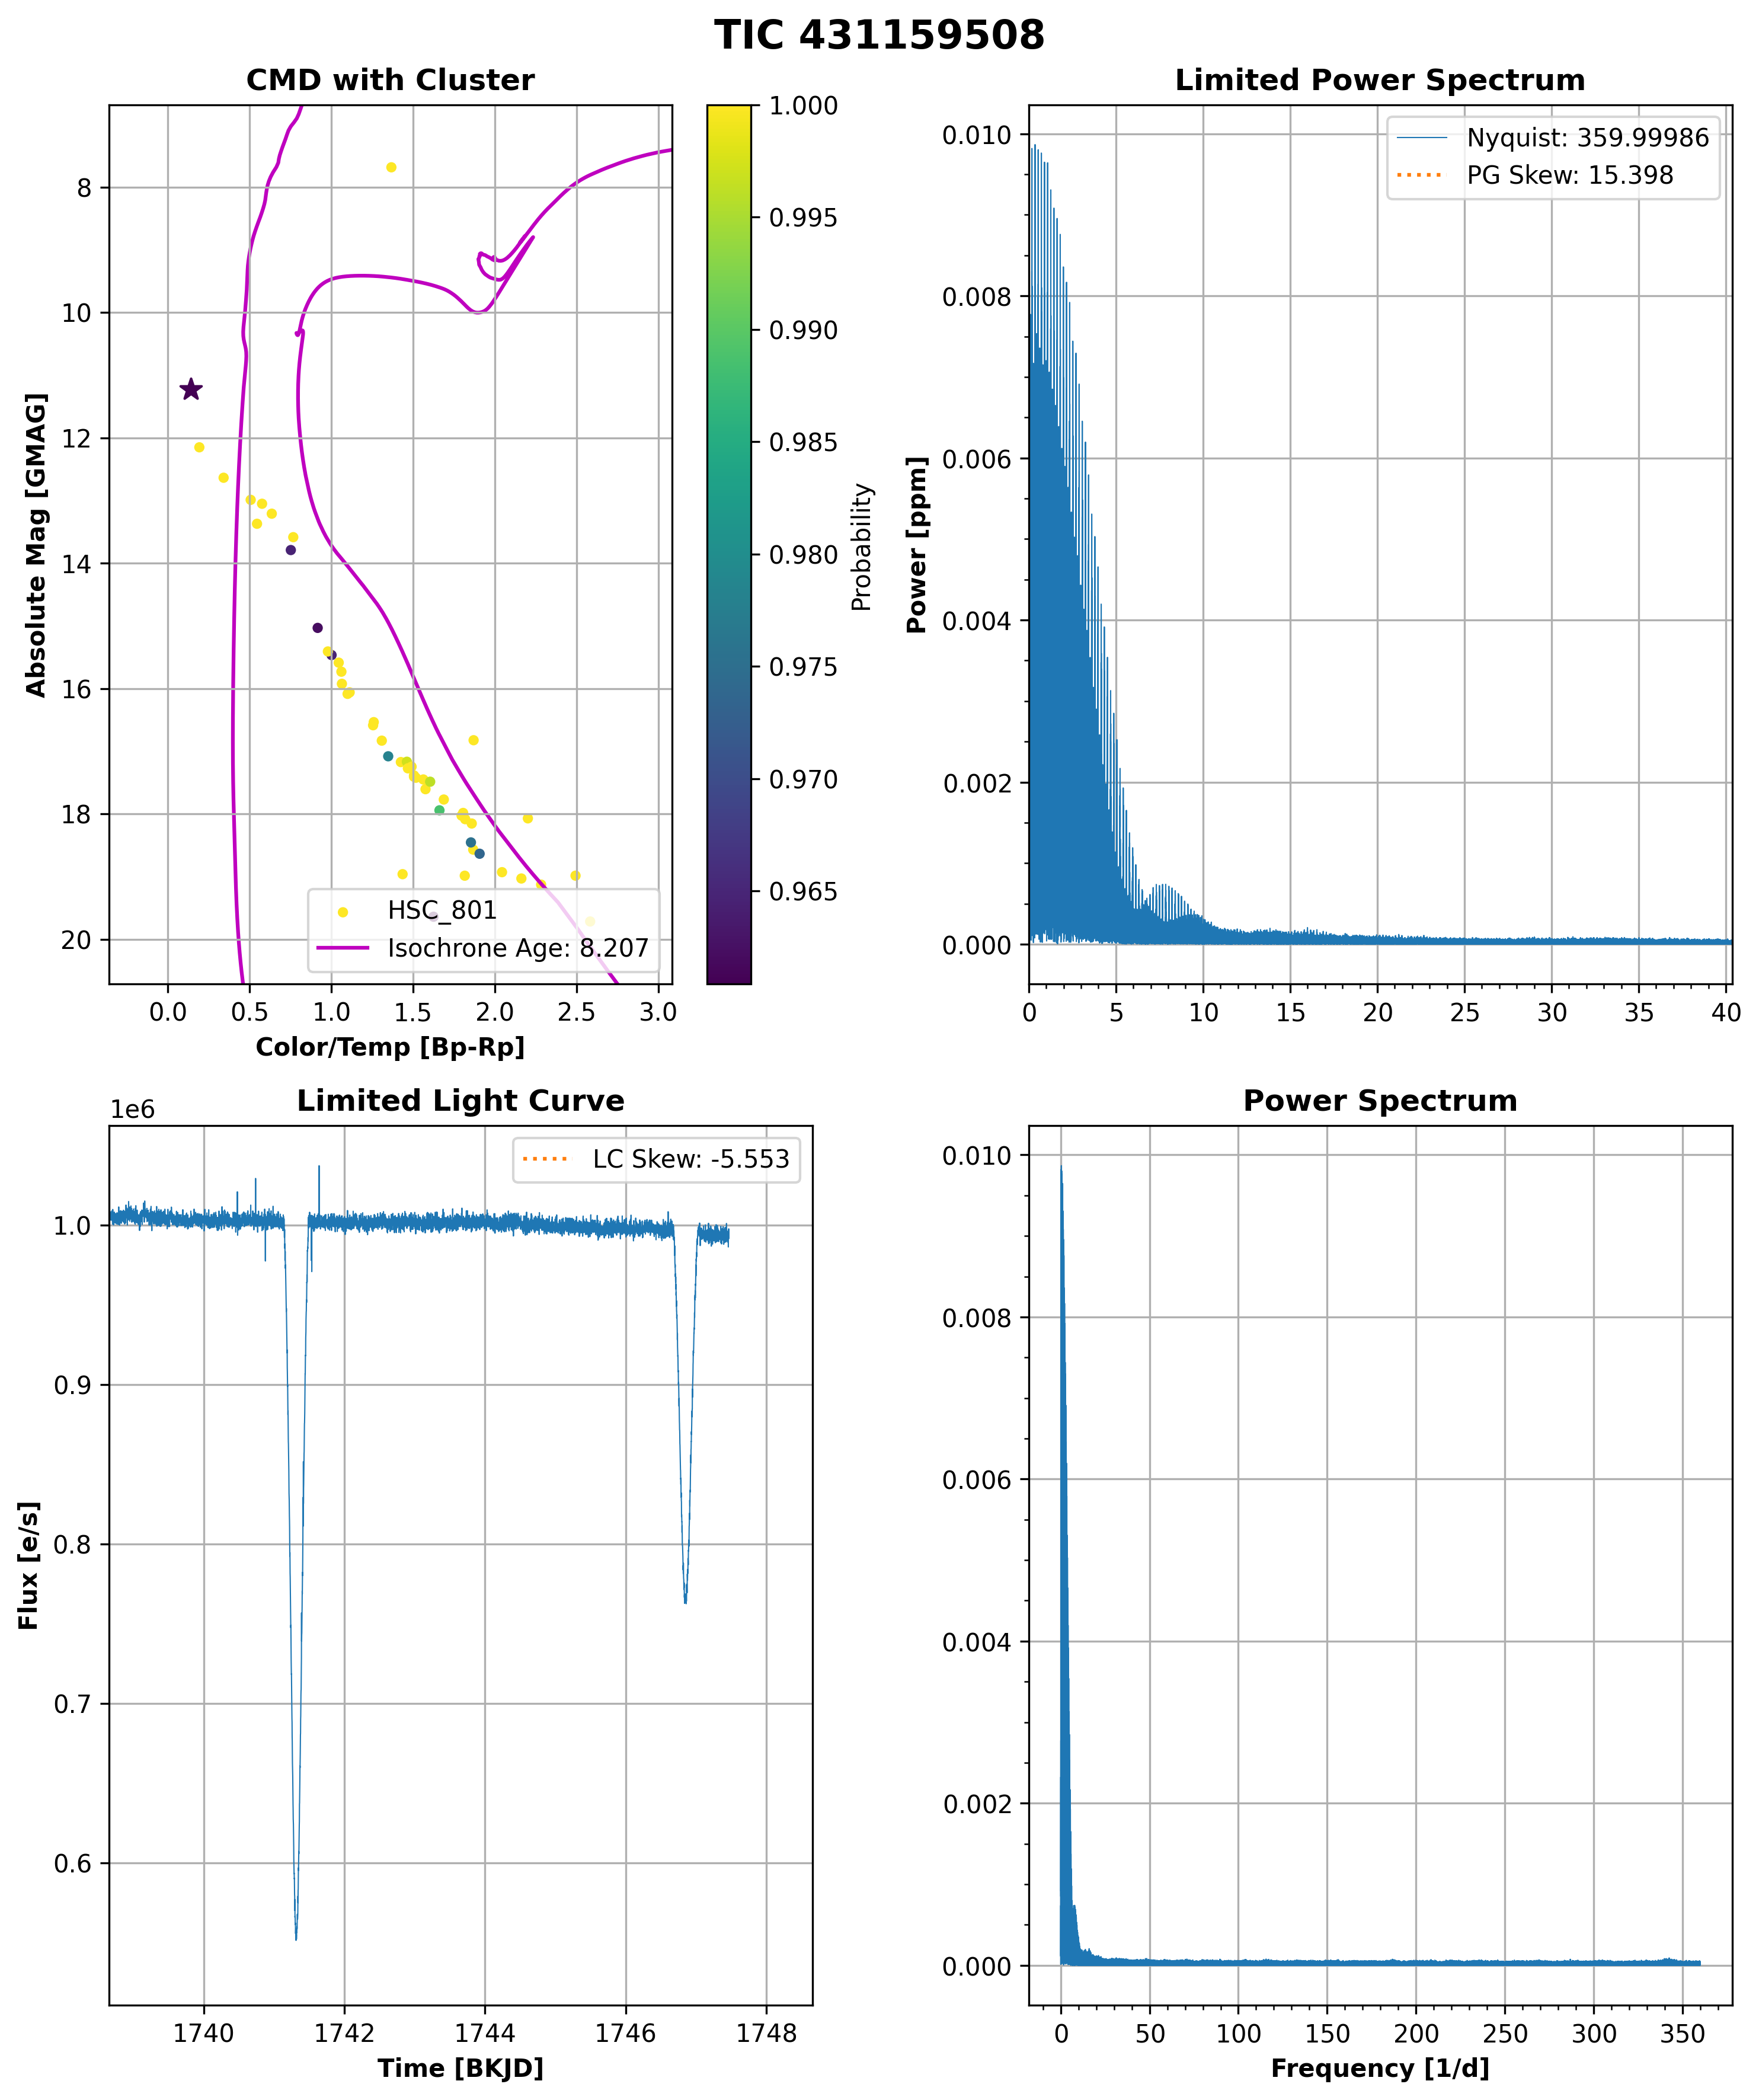 TIC 431159508
CMD with Cluster
Absolute Mag [GMAG]
8
10
12
14
16
18
20
HSC_801
Isochrone Age: 8.207
0.0 0.5 1.0 1.5 2.0 2.5 3.0
Color/Temp [Bp-Rp]
1.000
0.995
0.990
0.985
0.980
0.975
0.970
0.965
Probability
Limited Power Spectrum
Power [ppm]
0.010
0.008
0.006
0.004
0.002
0.000
Nyquist: 359.99986
PG Skew: 15.398
0 5 10 15 20 25 30 35 40
Limited Light Curve
1e6
Flux [e/s]
1.0
0.9
0.8
0.7
0.6
LC Skew: -5.553
1740 1742 1744 1746 1748
Time [BKJD]
Power Spectrum
0.010
0.008
0.006
0.004
0.002
0.000
0 50 100 150 200 250 300 350
Frequency [1/d]